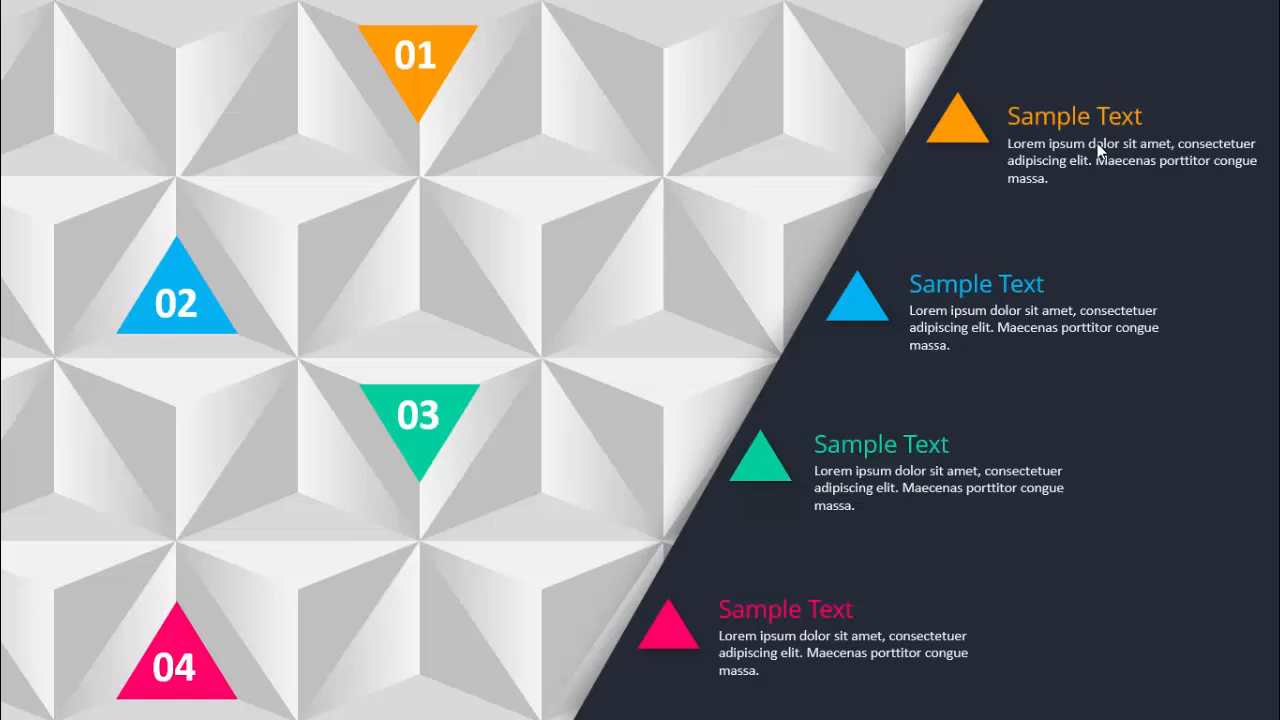 01
02
03
04
Sample Text
Lorem ipsum dolor sit amet, consectetuer
adipiscing elit. Maecenas porttitor congue
massa.
Sample Text
Lorem ipsum dolor sit amet, consectetuer
adipiscing elit. Maecenas porttitor congue
massa.
Sample Text
Lorem ipsum dolor sit amet, consectetuer
adipiscing elit. Maecenas porttitor congue
massa.
Sample Text
Lorem ipsum dolor sit amet, consectetuer
adipiscing elit. Maecenas porttitor congue
massa.